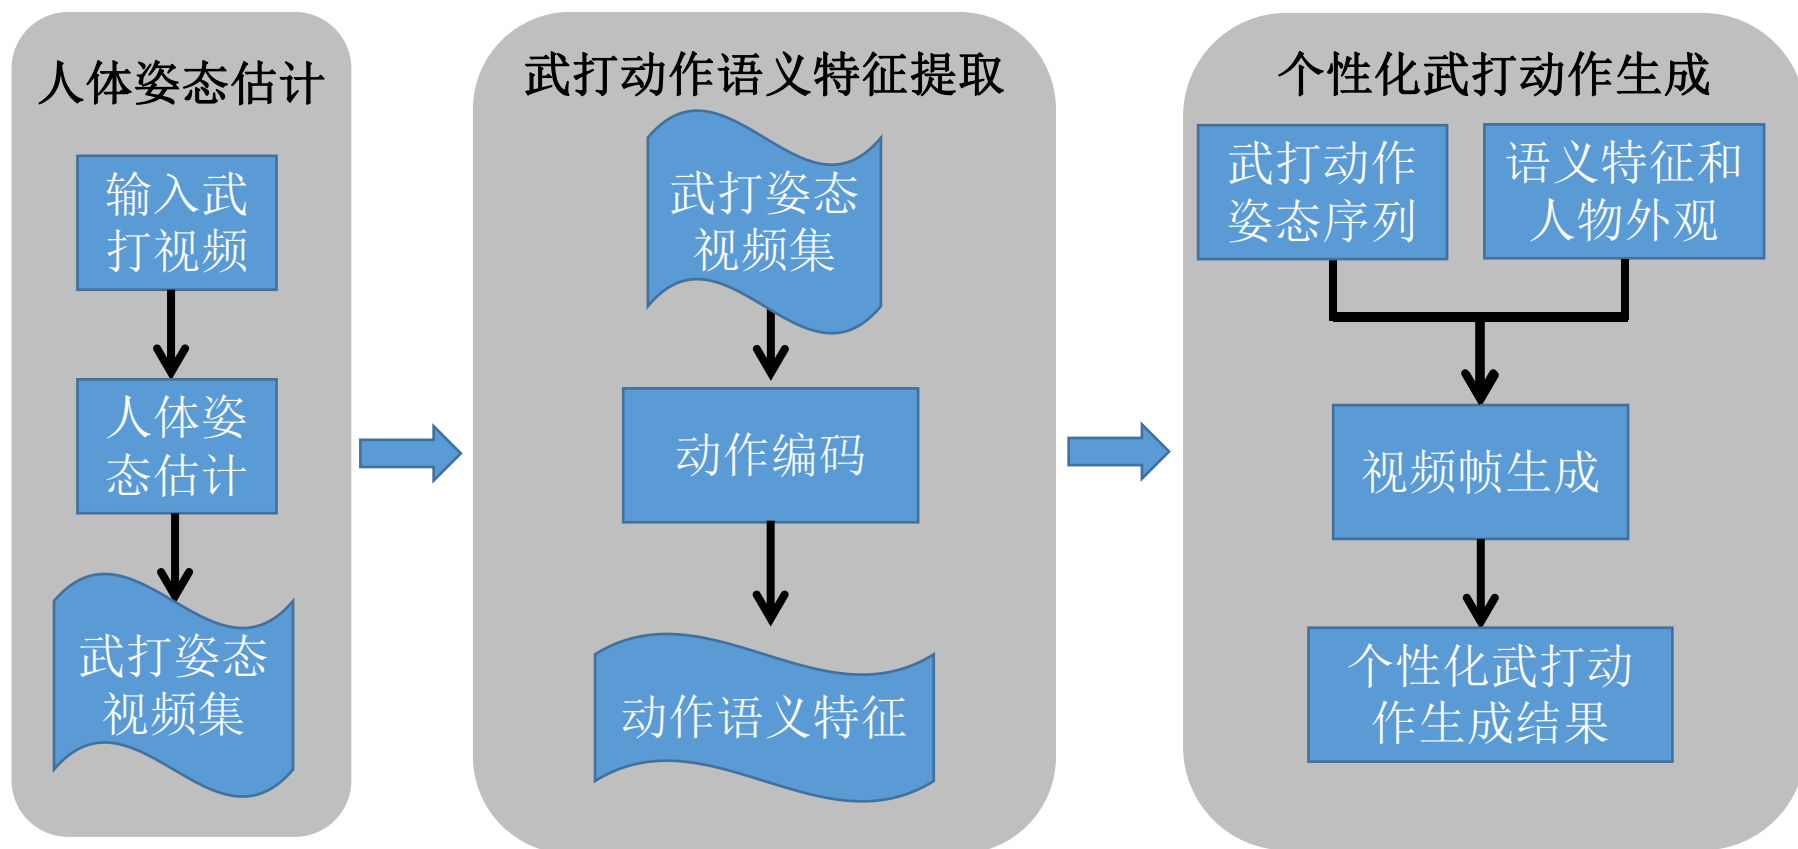 人体姿态估计
输入武
打视频
人体姿
态估计
武打姿态
视频集
武打动作语义特征提取
武打姿态
视频集
动作编码
动作语义特征
个性化武打动作生成
武打动作
姿态序列
语义特征和
人物外观
视频帧生成
个性化武打动
作生成结果